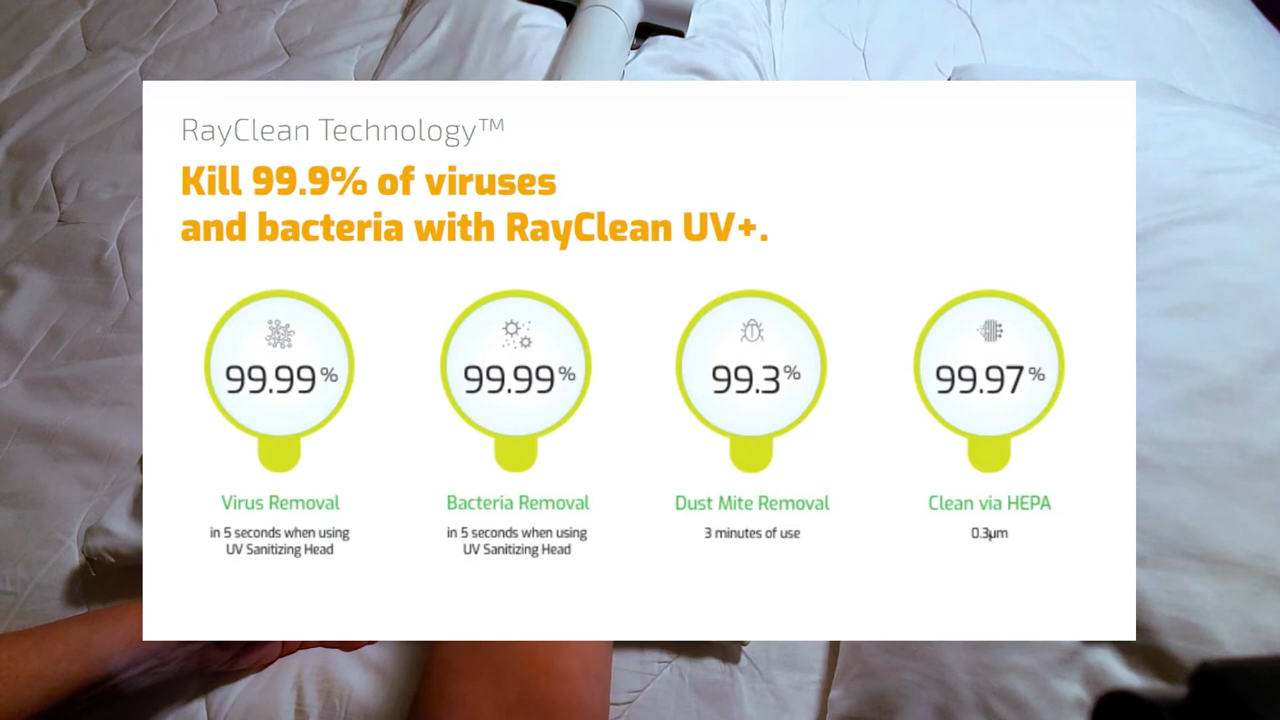 RayClean Technology™
Kill 99.9% of viruses
and bacteria with RayClean UV+.
99.99%
99.99%
99.3%
99.97%
Virus Removal
Bacteria Removal
Dust Mite Removal
Clean via HEPA
in 5 seconds when using
UV Sanitizing Head
in 5 seconds when using
UV Sanitizing Head
3 minutes of use
0.3µm